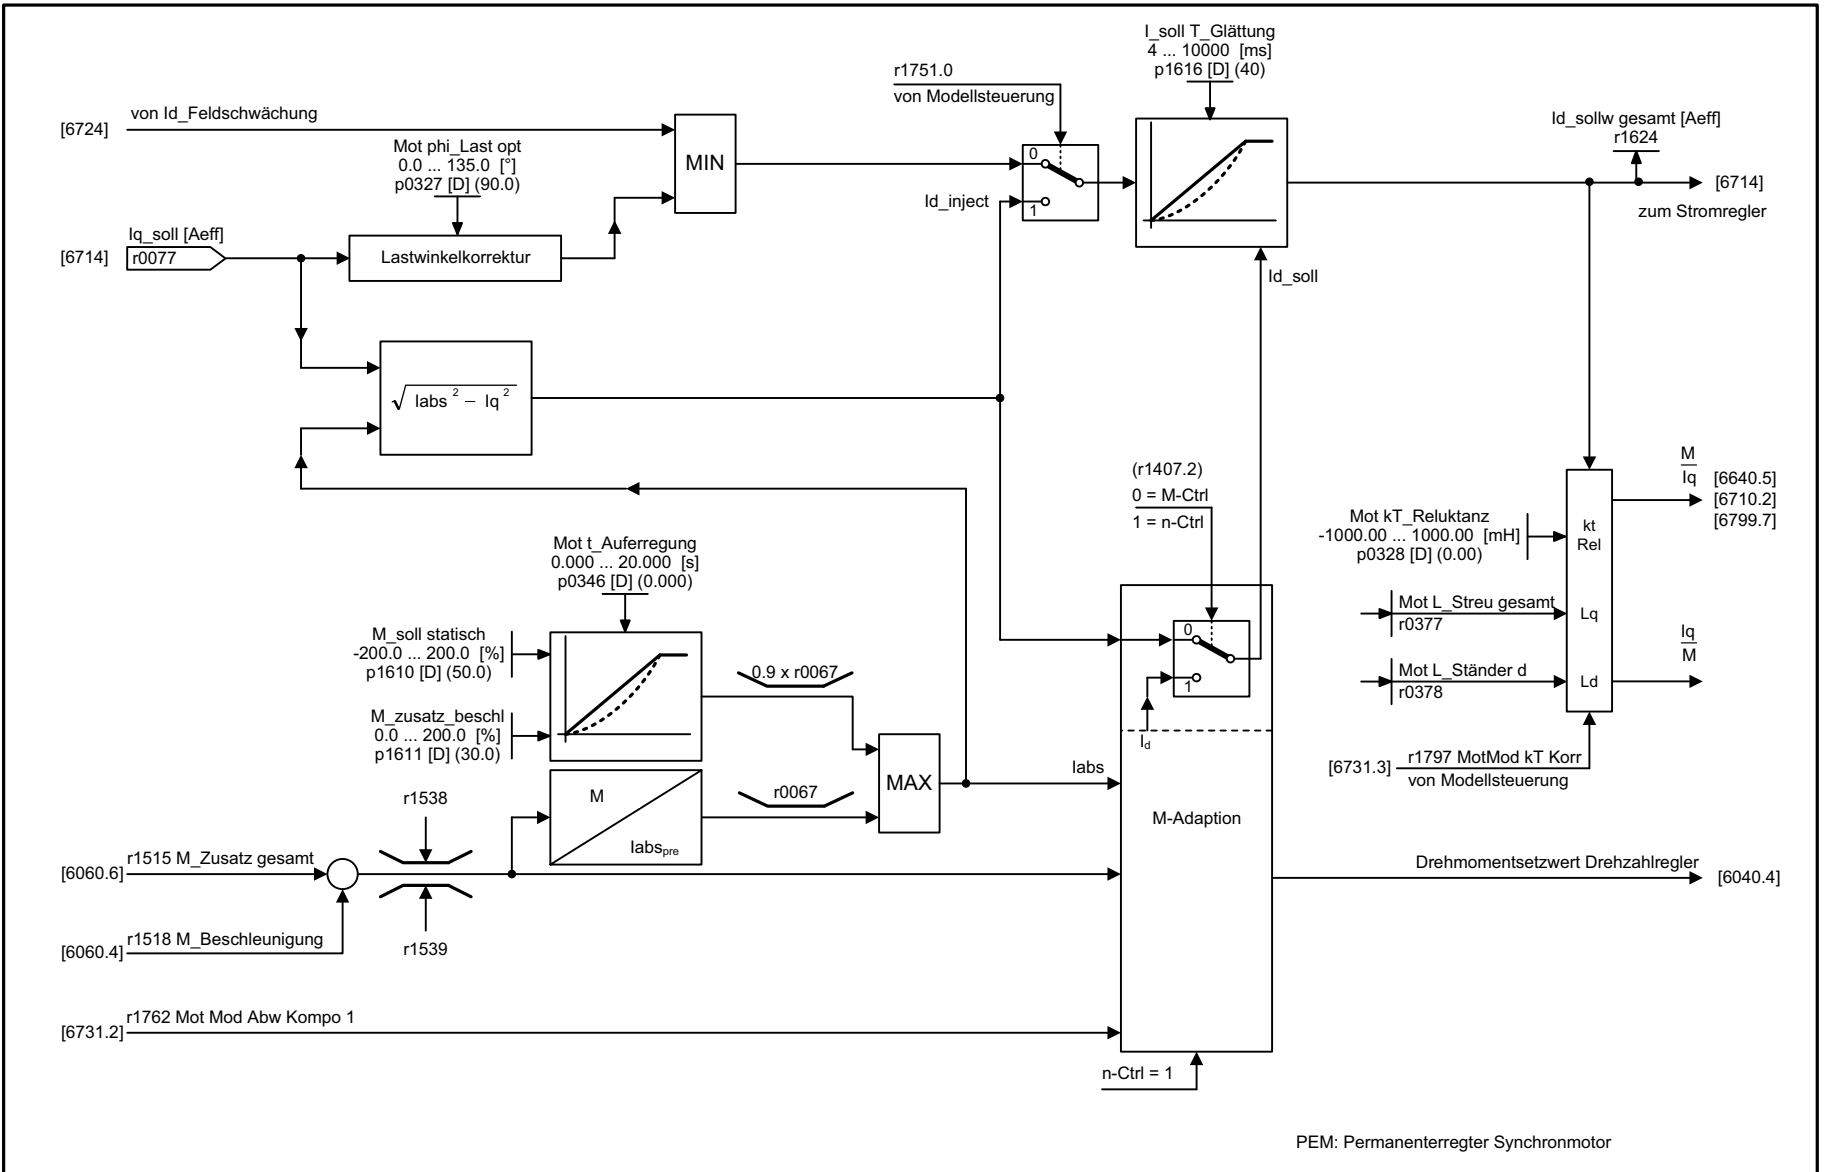 I_soll T_Glättung
4 ... 10000 [ms]
p1616 [D] (40)
r1751.0
von Modellsteuerung
von Id_Feldschwächung
[6724]
Mot phi_Last opt
0.0 ... 135.0 [°]
p0327 [D] (90.0)
MIN
0
1
Id_inject
Id_sollw gesamt [Aeff]
r1624
[6714]
zum Stromregler
Iq_soll [Aeff]
[6714]
r0077
Lastwinkelkorrektur
Id_soll
√ Iabs 2 – Iq 2
(r1407.2)
0 = M-Ctrl
1 = n-Ctrl
M
Iq
[6640.5]
[6710.2]
[6799.7]
Mot kT_Reluktanz
-1000.00 ... 1000.00 [mH]
p0328 [D] (0.00)
kt
Rel
Mot t_Auferregung
0.000 ... 20.000 [s]
p0346 [D] (0.000)
M_soll statisch
-200.0 ... 200.0 [%]
p1610 [D] (50.0)
0.9 x r0067
0
1
Id
Mot L_Streu gesamt
r0377
Lq
Iq
M
Mot L_Ständer d
r0378
Ld
M_zusatz_beschl
0.0 ... 200.0 [%]
p1611 [D] (30.0)
[6731.3]
r1797 MotMod kT Korr
von Modellsteuerung
Iabs
MAX
r0067
M
Iabspre
r1538
M-Adaption
[6060.6]
r1515 M_Zusatz gesamt
Drehmomentsetzwert Drehzahlregler
[6040.4]
r1539
[6060.4]
r1518 M_Beschleunigung
[6731.2]
r1762 Mot Mod Abw Kompo 1
n-Ctrl = 1
PEM: Permanenterregter Synchronmotor